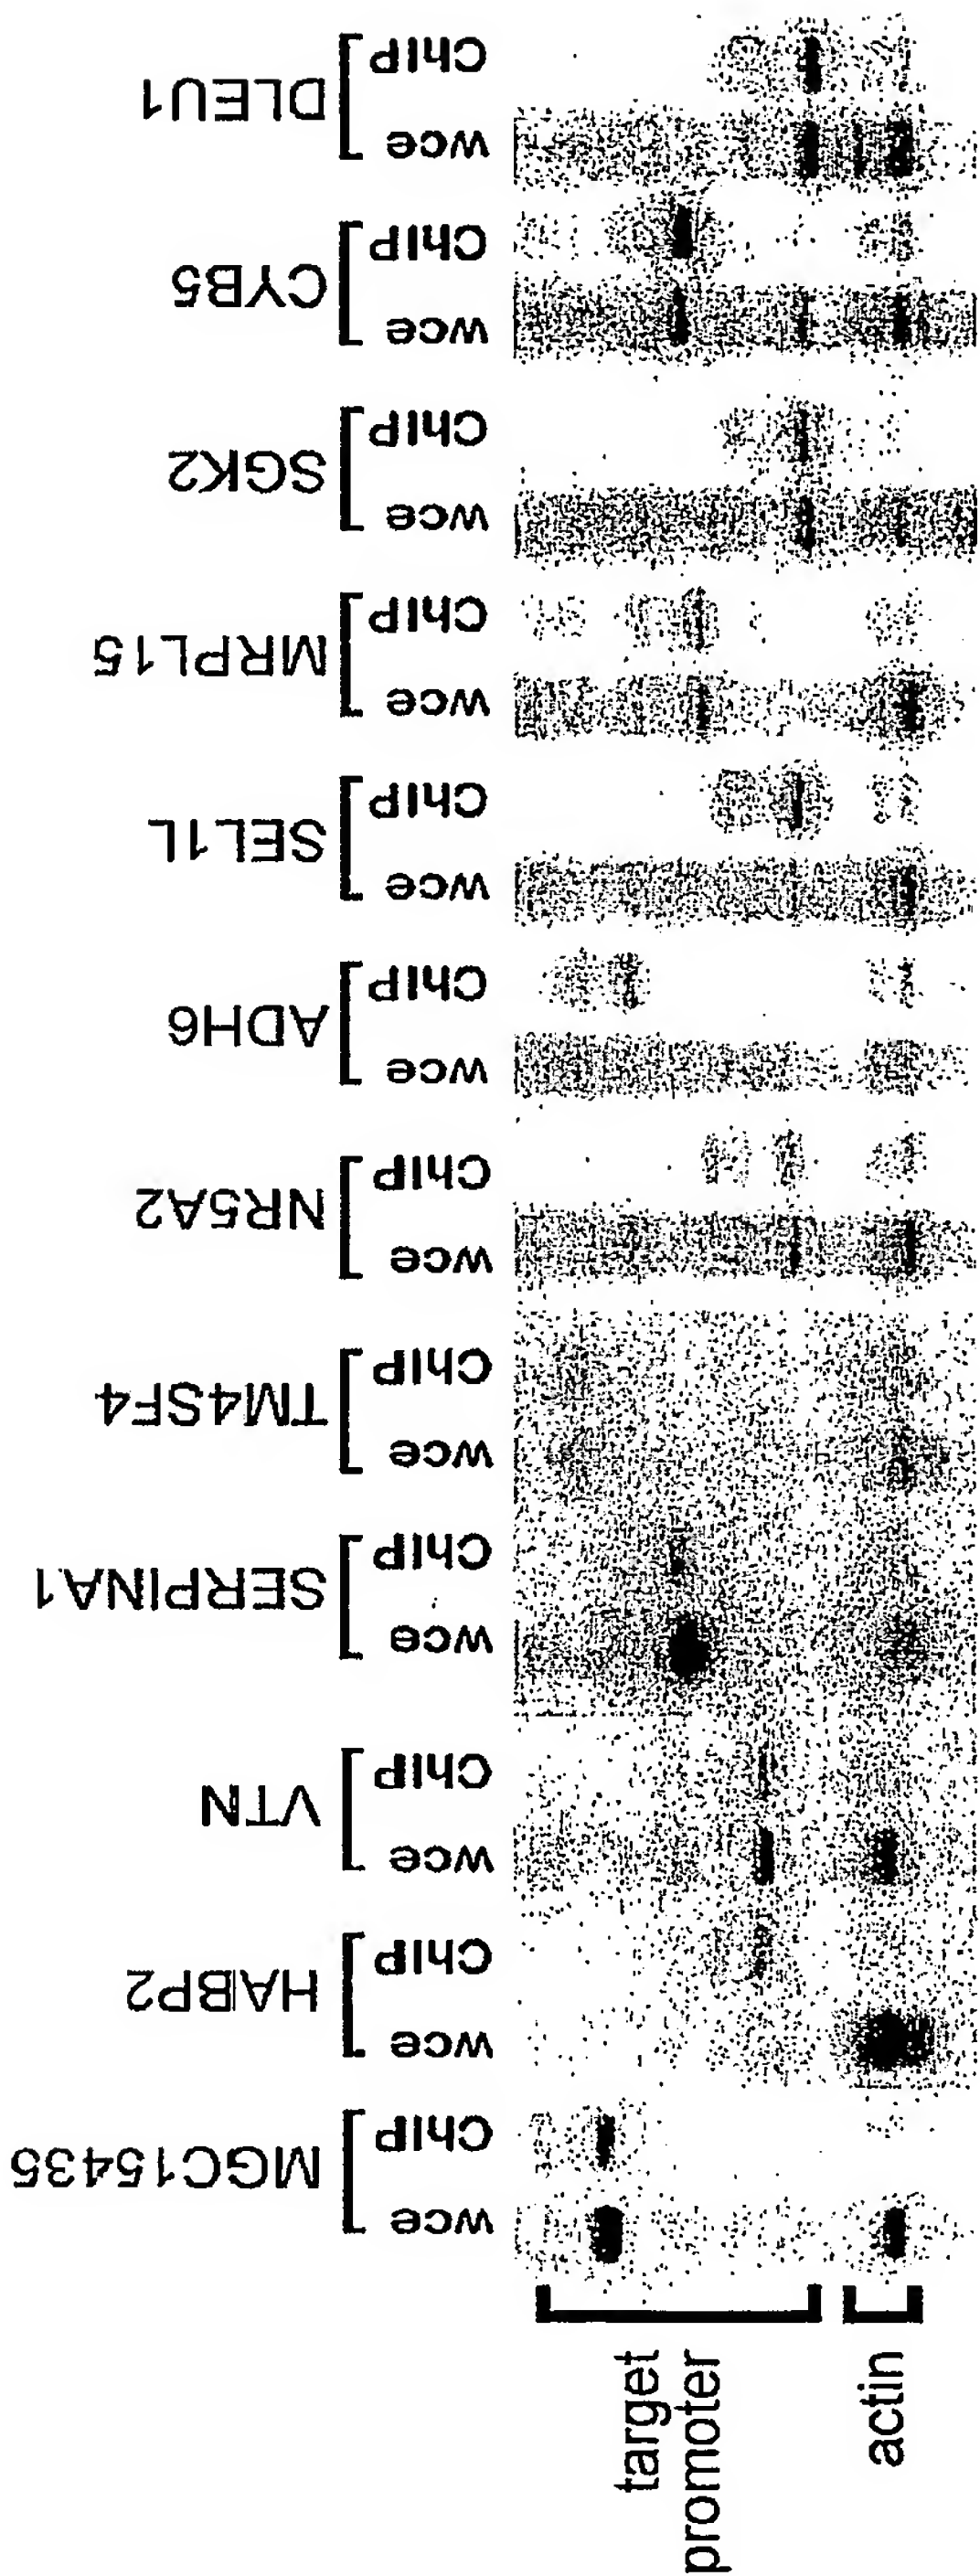 MGC15435
wce
ChIP
HABP2
wce
ChIP
VTN
wce
ChIP
SERPINA1
wce
ChIP
TM4SF4
wce
ChIP
NR5A2
wce
ChIP
ADH6
wce
ChIP
SEL1L
wce
ChIP
MRPL15
wce
ChIP
SGK2
wce
ChIP
CYB5
wce
ChIP
DLEU1
wce
ChIP
target
promoter
actin